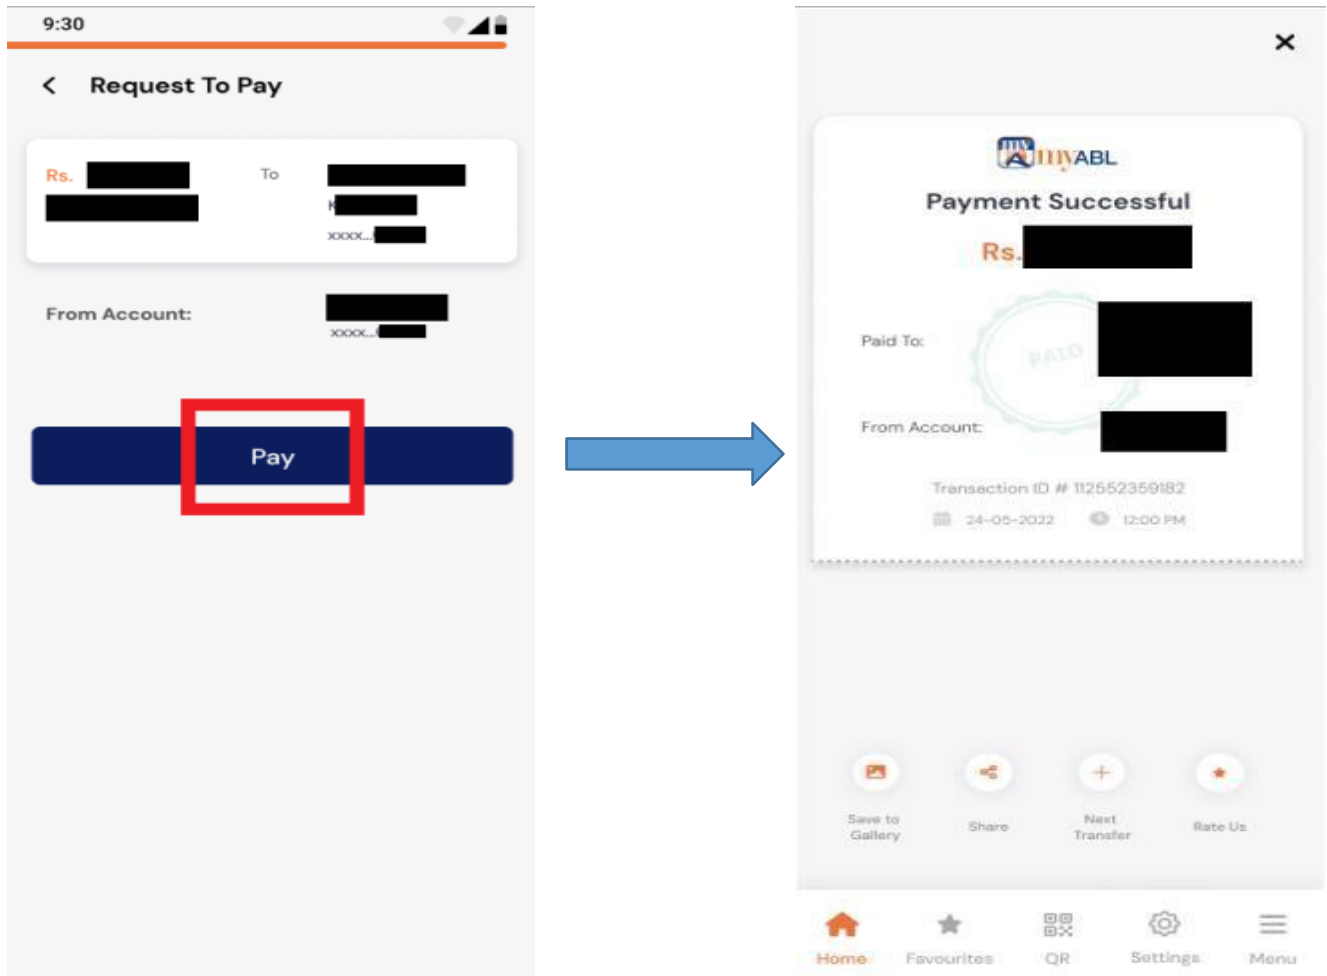 9:30
Request To Pay
Rs.
To
K
xxxx...
From Account:
xxxx...
Pay
my ABL
Payment Successful
Rs.
Paid To:
PAID
From Account:
Transaction ID # 112552359182
24-05-2022 12:00 PM
Save to
Gallery
Share
Next
Transfer
Rate Us
Home
Favourites
QR
Settings
Menu